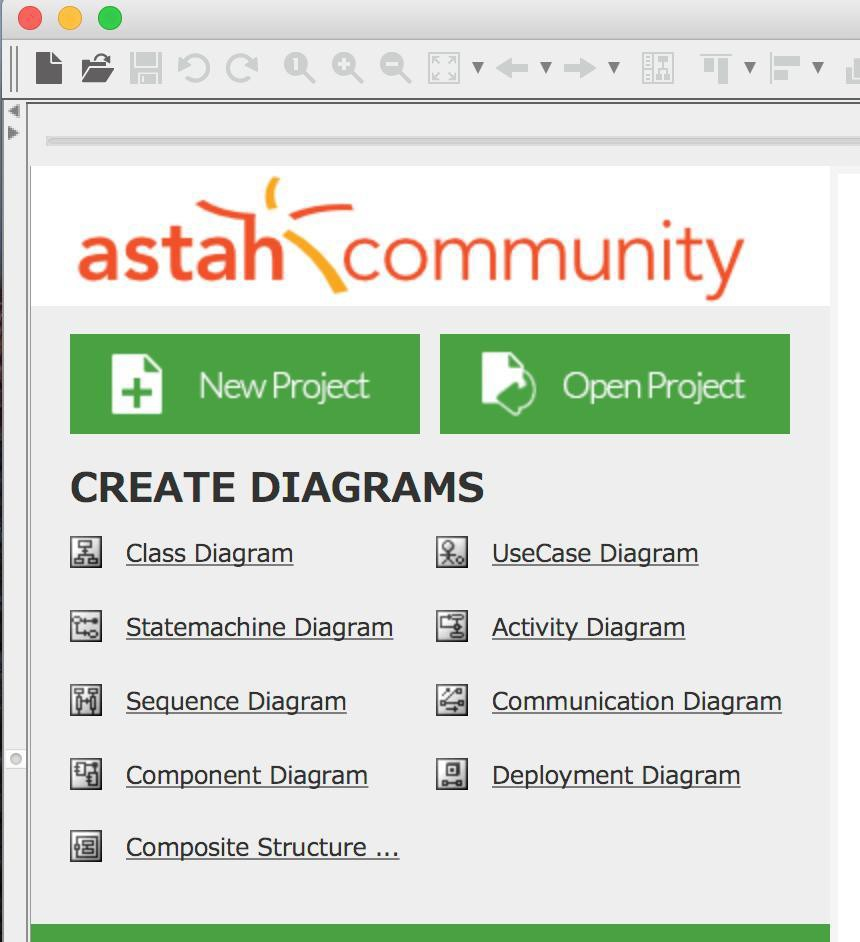 astah community
New Project
Open Project
CREATE DIAGRAMS
Class Diagram
UseCase Diagram
Statemachine Diagram
Activity Diagram
Sequence Diagram
Communication Diagram
Component Diagram
Deployment Diagram
Composite Structure ...